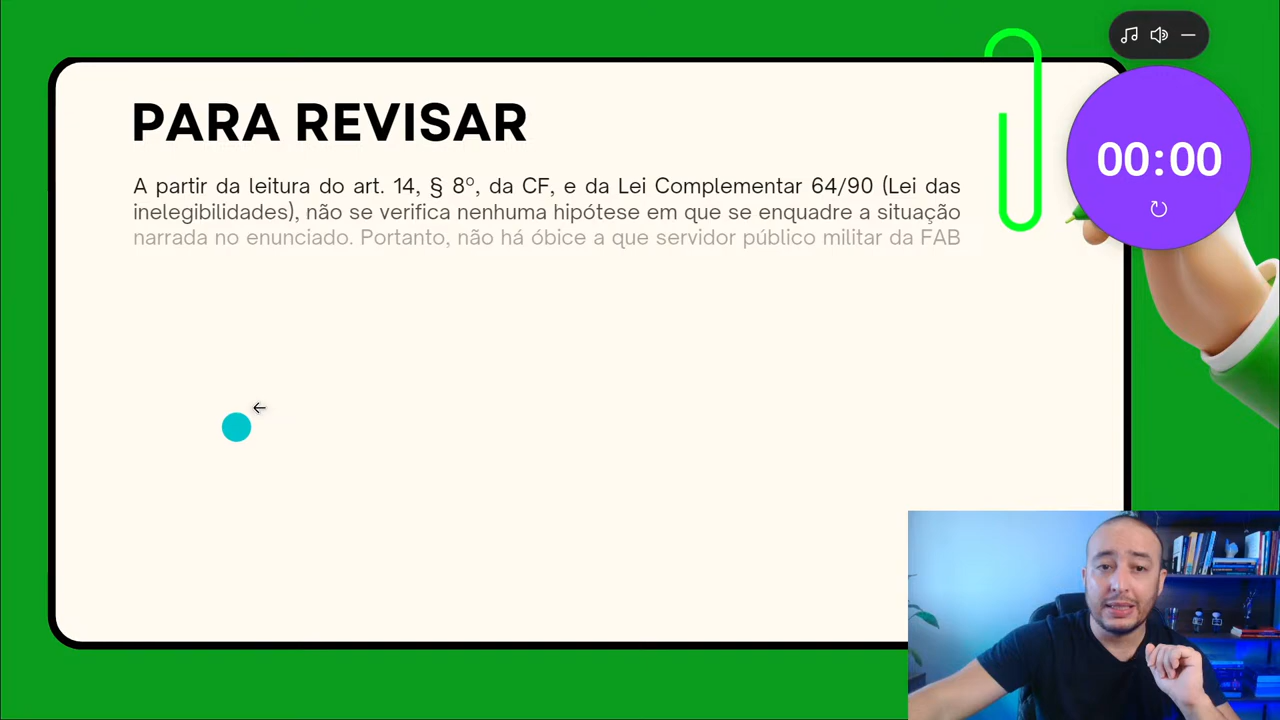 PARA REVISAR
00:00
A partir da leitura do art. 14, § 8º, da CF, e da Lei Complementar 64/90 (Lei das
inelegibilidades), não se verifica nenhuma hipótese em que se enquadre a situação
narrada no enunciado. Portanto, não há óbice a que servidor público militar da FAB